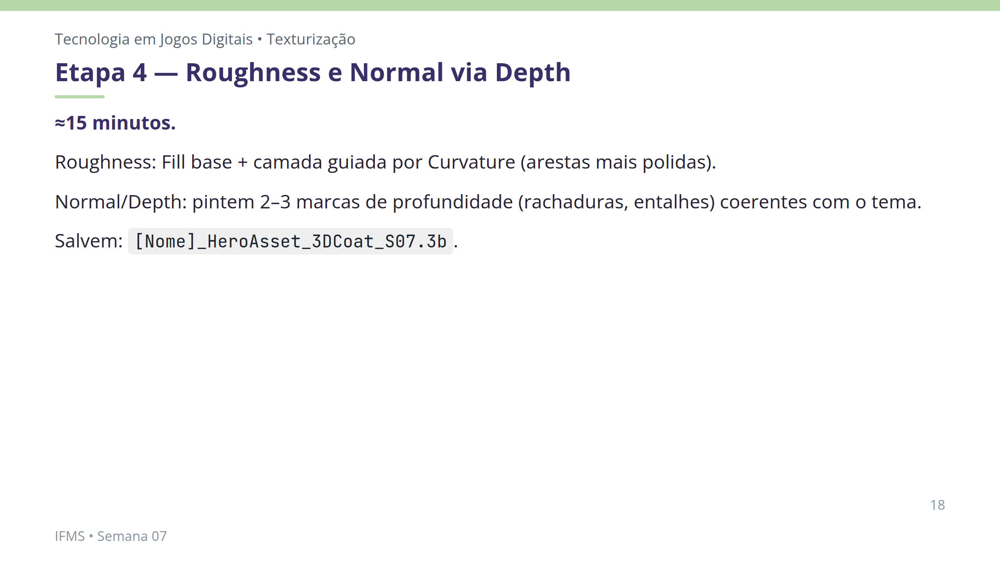 Tecnologia em Jogos Digitais • Texturização
Etapa 4 — Roughness e Normal via Depth
≈15 minutos.
Roughness: Fill base + camada guiada por Curvature (arestas mais polidas).
Normal/Depth: pintem 2–3 marcas de profundidade (rachaduras, entalhes) coerentes com o tema.
Salvem: [Nome]_HeroAsset_3DCoat_S07.3b.
18
IFMS • Semana 07